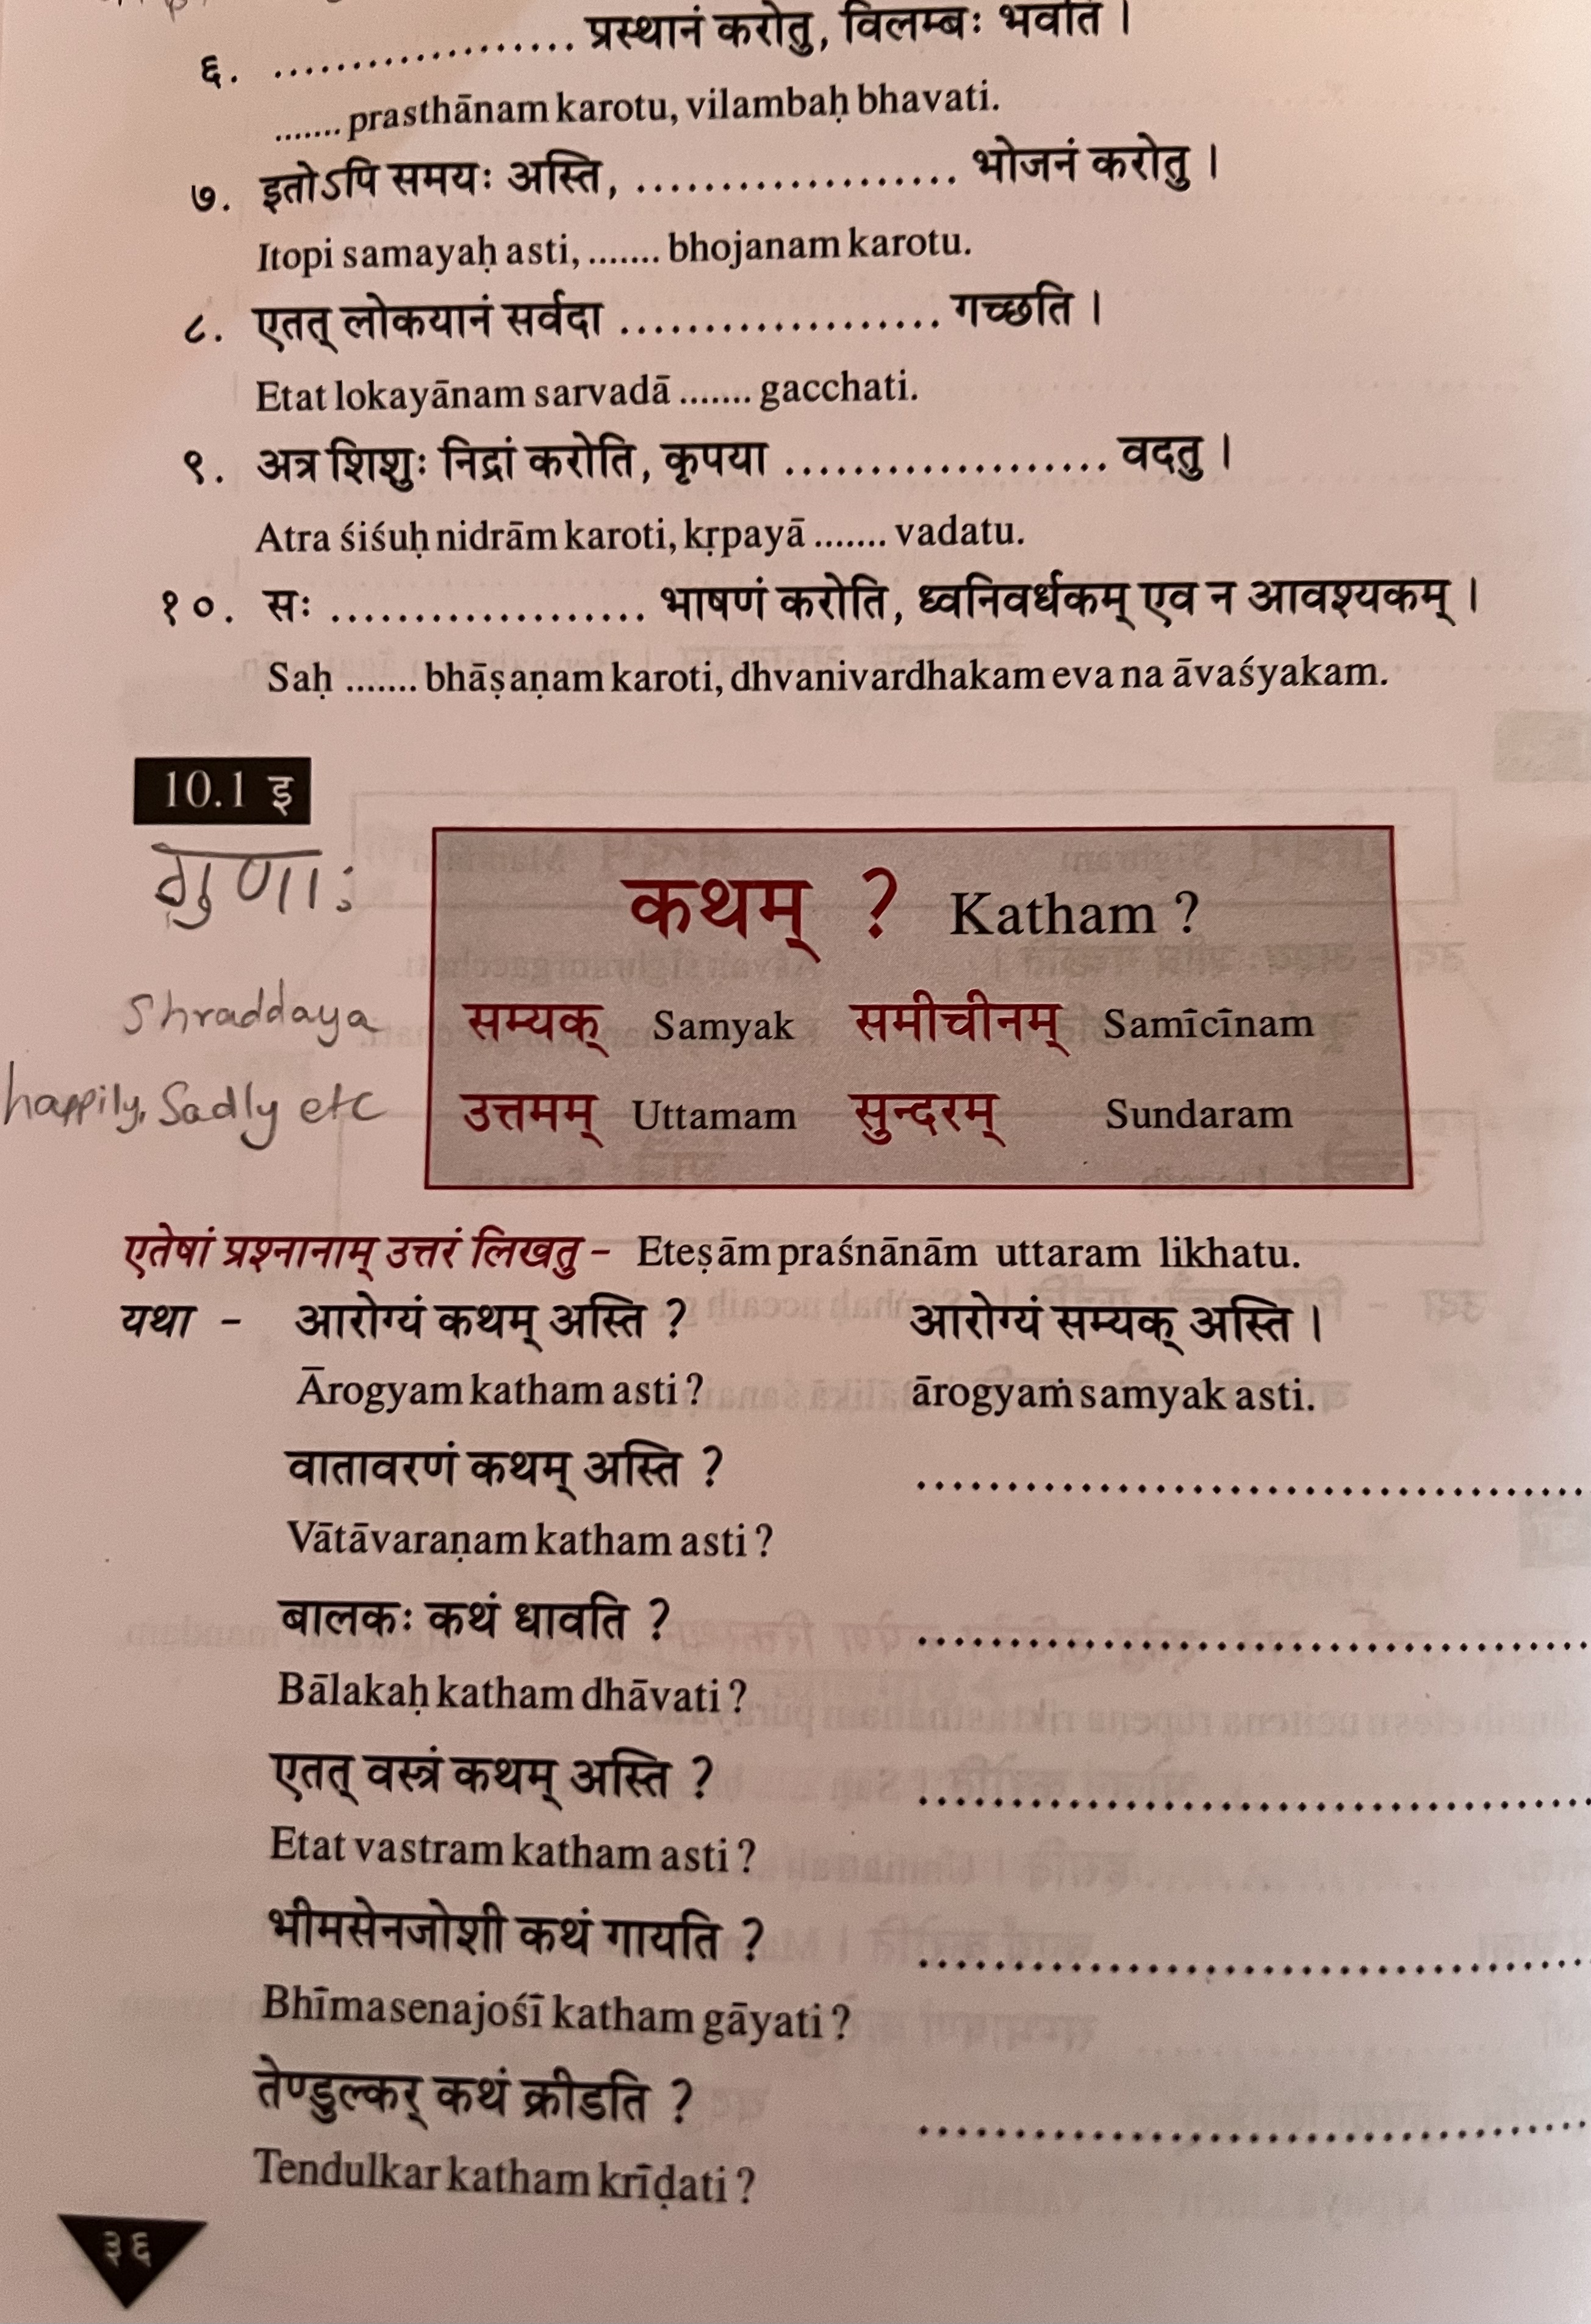 ६. .................... प्रस्थानं करोतु, विलम्बः भवति ।
....... prasthānam karotu, vilambaḥ bhavati.
७. इतोऽपि समयः अस्ति, .................... भोजनं करोतु ।
Itopi samayaḥ asti, ....... bhojanam karotu.
८. एतत् लोकयानं सर्वदा .................... गच्छति ।
Etat lokayānam sarvadā ....... gacchati.
९. अत्र शिशुः निद्रां करोति, कृपया .................... वदतु ।
Atra śiśuḥ nidrām karoti, kṛpayā ....... vadatu.
१०. सः .................... भाषणं करोति, ध्वनिवर्धकम् एव न आवश्यकम् ।
Saḥ ....... bhāṣaṇam karoti, dhvanivardhakam eva na āvaśyakam.
10.1 इ
गुणाः
कथम् ? Katham ?
Shraddaya
सम्यक् Samyak समीचीनम् Samīcīnam
happily, Sadly etc
उत्तमम् Uttamam सुन्दरम् Sundaram
एतेषां प्रश्नानाम् उत्तरं लिखतु – Eteṣām praśnānām uttaram likhatu.
यथा - आरोग्यं कथम् अस्ति ? आरोग्यं सम्यक् अस्ति ।
Ārogyam katham asti ? ārogyaṁ samyak asti.
वातावरणं कथम् अस्ति ? ........................................
Vātāvaraṇam katham asti ?
बालकः कथं धावति ? ........................................
Bālakaḥ katham dhāvati ?
एतत् वस्त्रं कथम् अस्ति ? ........................................
Etat vastram katham asti ?
भीमसेनजोशी कथं गायति ? ........................................
Bhīmasenajośī katham gāyati ?
तेण्डुल्कर् कथं क्रीडति ? ........................................
Tendulkar katham krīḍati ?
३६